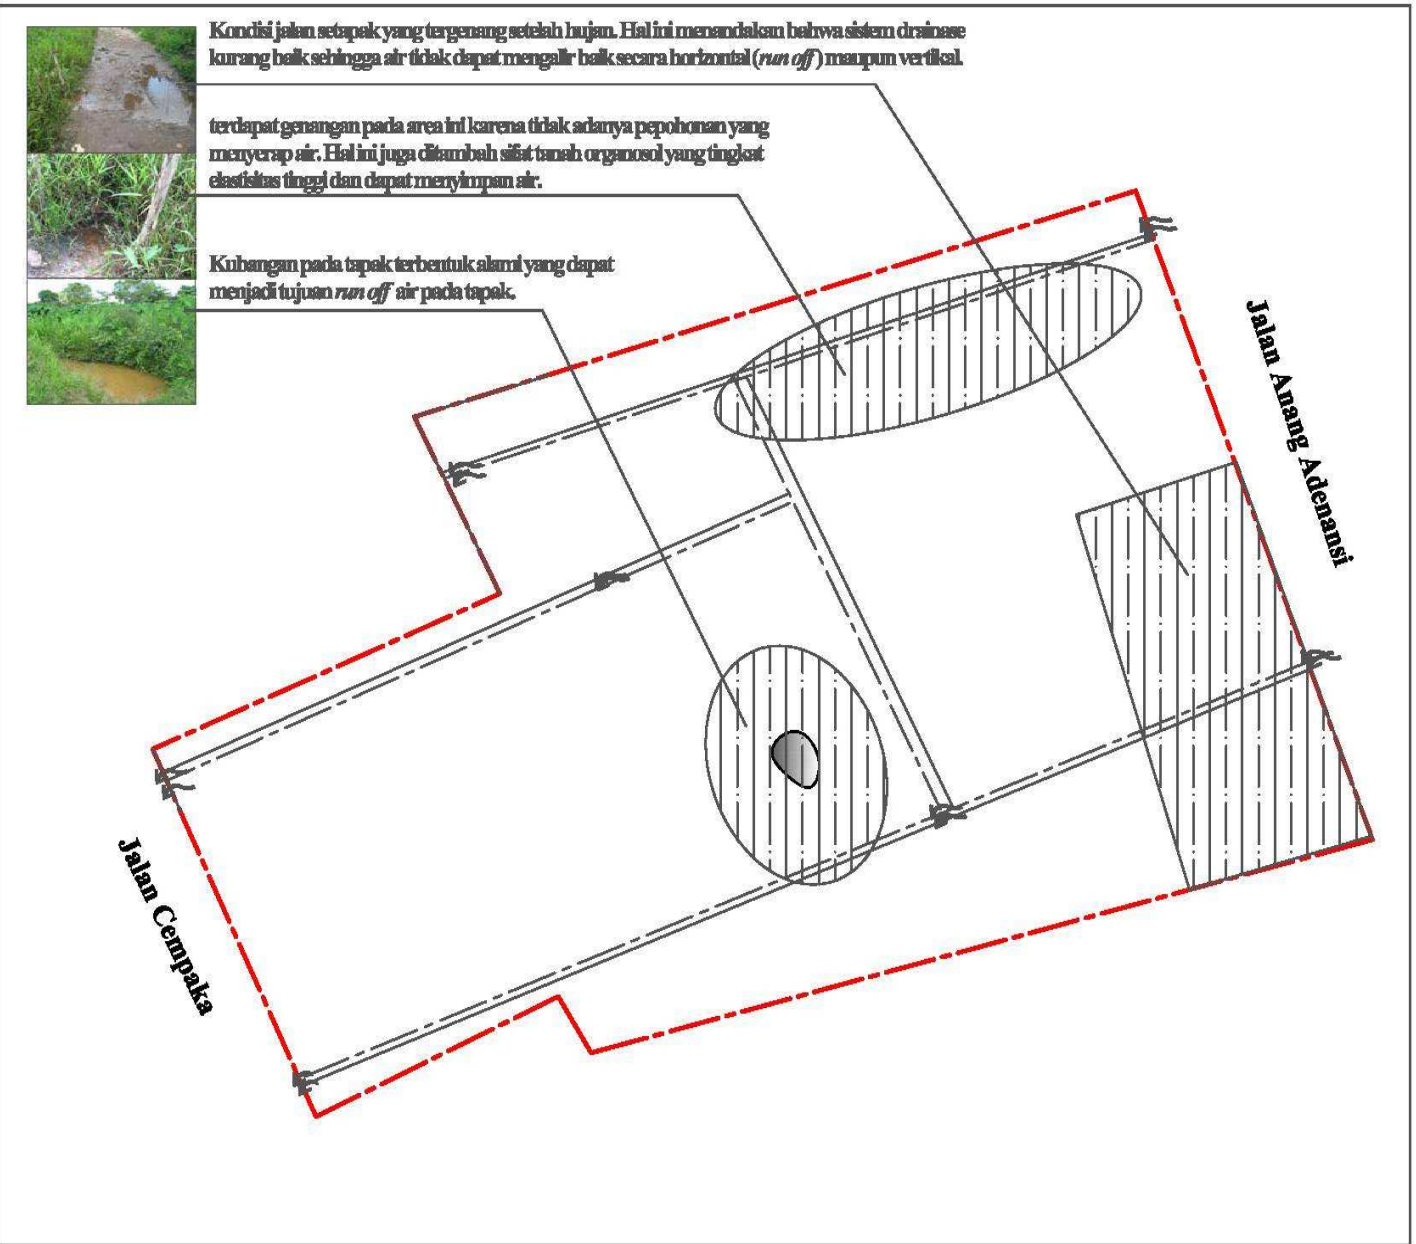 Kondisi jalan setapak yang tergenang setelah hujan. Hal ini menandakan bahwa sistem drainase
kurang baik sehingga air tidak dapat mengalir baik secara horizontal (run off) maupun vertikal.
terdapat genangan pada area ini karena tidak adanya pepohonan yang
menyerap air. Hal ini juga ditambah sifat tanah organosol yang tingkat
elastisitas tinggi dan dapat menyimpan air.
Kubangan pada tapak terbentuk alami yang dapat
menjadi tujuan run off air pada tapak.
Jalan Anang Adenansi
Jalan Cempaka